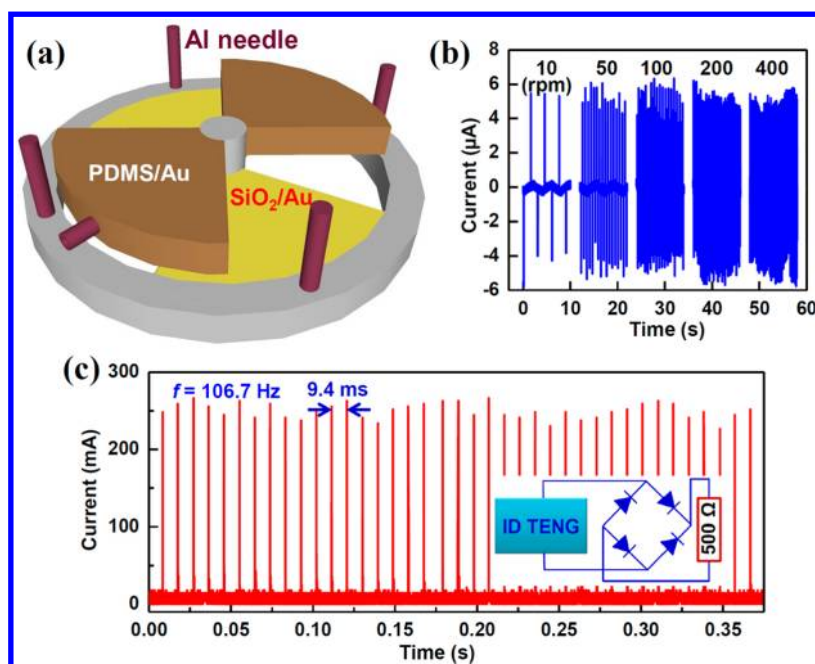 (a)
Al needle
PDMS/Au
SiO₂/Au
(b)
Current (μA)
8
6
4
2
0
-2
-4
-6
10 50 100 200 400
(rpm)
0 10 20 30 40 50 60
Time (s)
(c)
Current (mA)
300
200
100
0
f = 106.7 Hz
9.4 ms
ID TENG
500 Ω
0.00 0.05 0.10 0.15 0.20 0.25 0.30 0.35
Time (s)